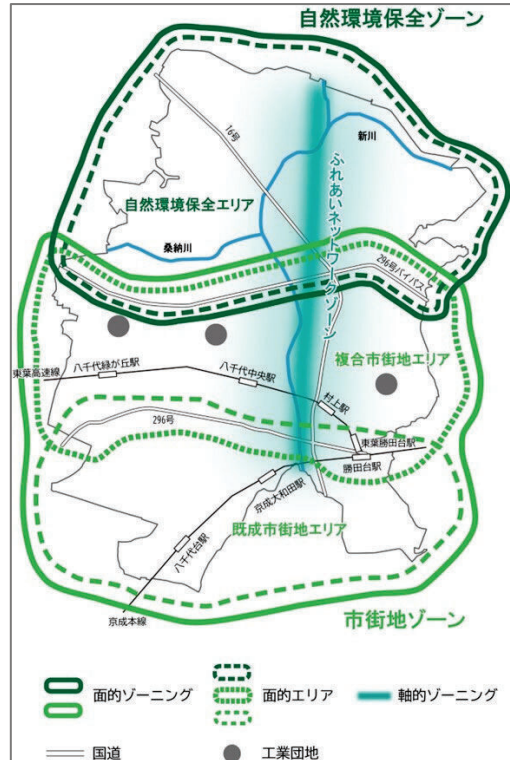 自然環境保全ゾーン
16号
新川
ふれあいネットワークゾーン
自然環境保全エリア
桑納川
296号バイパス
複合市街地エリア
東葉高速線
八千代緑が丘駅
八千代中央駅
村上駅
296号
東葉勝田台駅
勝田台駅
京成大和田駅
既成市街地エリア
八千代台駅
京成本線
市街地ゾーン
面的ゾーニング
面的エリア
軸的ゾーニング
国道
工業団地